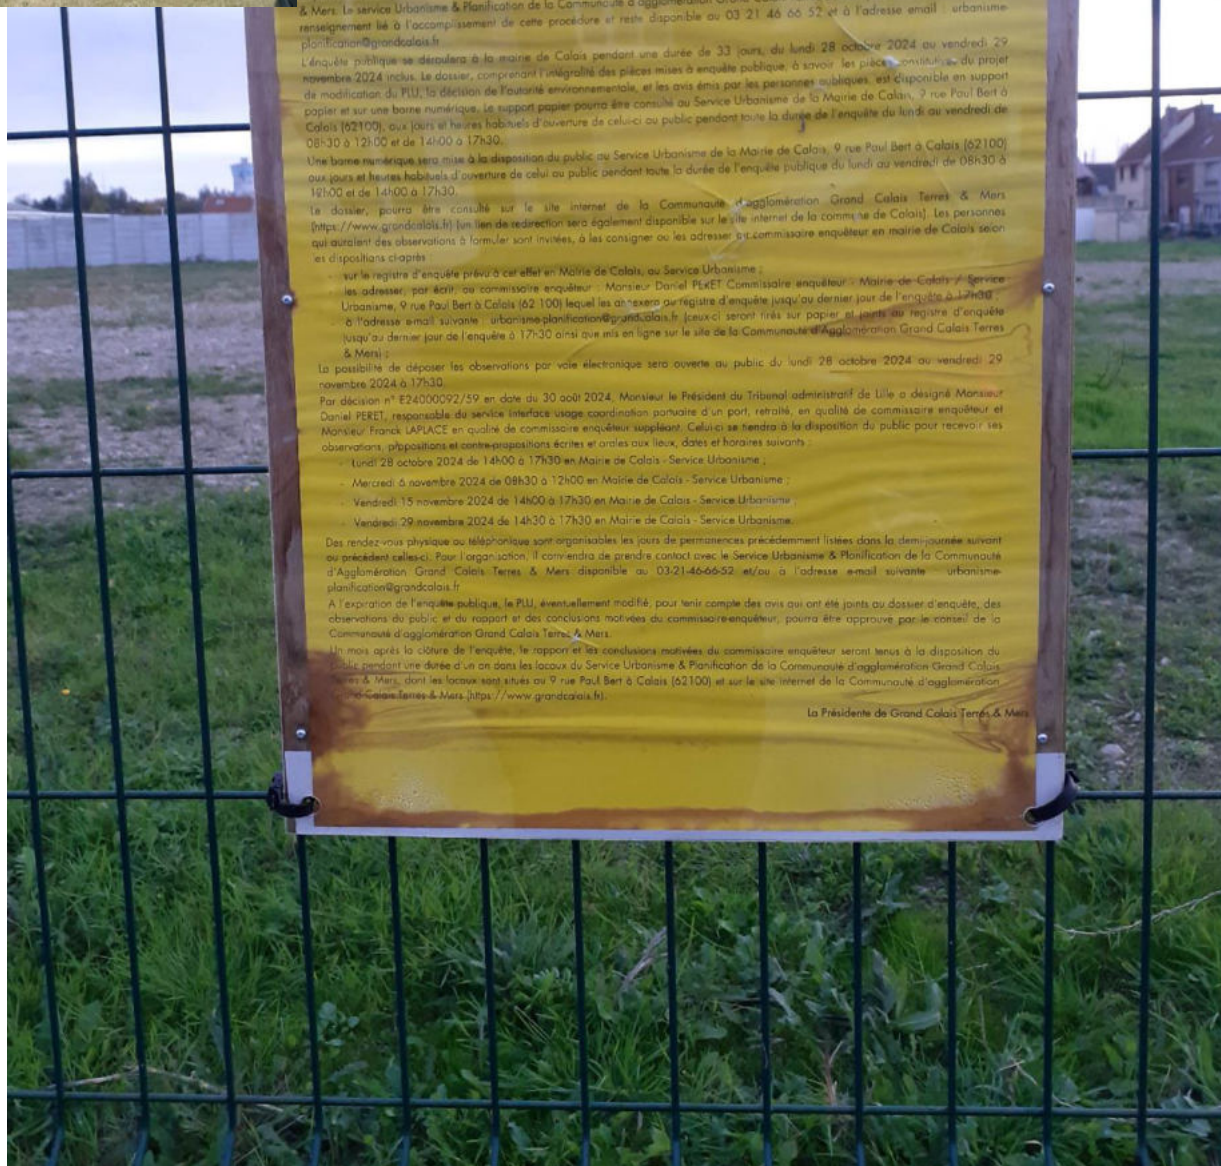 & Mers. Le service Urbanisme & Planification de la Communauté d'agglomération Grand
renseignement lié à l'accomplissement de cette procédure et reste disponible au 03 21 46 66 52 et à l'adresse email : urbanisme-
planification@grandcalais.fr
L'enquête publique se déroulera à la mairie de Calais pendant une durée de 33 jours, du lundi 28 octobre 2024 au vendredi 29
novembre 2024 inclus. Le dossier, comprenant l'intégralité des pièces mises à enquête publique, à savoir les pièces constitutives du projet
de modification du PLU, la décision de l'autorité environnementale, et les avis émis par les personnes publiques, est disponible en support
papier et sur une borne numérique. Le support papier pourra être consulté au Service Urbanisme de la Mairie de Calais, 9 rue Paul Bert à
Calais (62100), aux jours et heures habituels d'ouverture de celui-ci au public pendant toute la durée de l'enquête du lundi au vendredi de
08h30 à 12h00 et de 14h00 à 17h30.
Une borne numérique sera mise à la disposition du public au Service Urbanisme de la Mairie de Calais, 9 rue Paul Bert à Calais (62100)
aux jours et heures habituels d'ouverture de celui au public pendant toute la durée de l'enquête publique du lundi au vendredi de 08h30 à
12h00 et de 14h00 à 17h30.
Le dossier, pourra être consulté sur le site internet de la Communauté d'agglomération Grand Calais Terres & Mers
(https://www.grandcalais.fr) (un lien de redirection sera également disponible sur le site internet de la commune de Calais). Les personnes
qui auraient des observations à formuler sont invitées, à les consigner ou les adresser au commissaire enquêteur en mairie de Calais selon
les dispositions ci-après :
- sur le registre d'enquête prévu à cet effet en Mairie de Calais, au Service Urbanisme ;
- les adresser, par écrit, au commissaire enquêteur : Monsieur Daniel PERET Commissaire enquêteur - Mairie de Calais / Service
Urbanisme, 9 rue Paul Bert à Calais (62 100) lequel les annexera au registre d'enquête jusqu'au dernier jour de l'enquête à 17h30 ;
- à l'adresse e-mail suivante : urbanisme-planification@grandcalais.fr (ceux-ci seront tirés sur papier et joints au registre d'enquête
jusqu'au dernier jour de l'enquête à 17h30 ainsi que mis en ligne sur le site de la Communauté d'Agglomération Grand Calais Terres
& Mers) ;
La possibilité de déposer les observations par voie électronique sera ouverte au public du lundi 28 octobre 2024 au vendredi 29
novembre 2024 à 17h30.
Par décision n° E24000092/59 en date du 30 août 2024, Monsieur le Président du Tribunal administratif de Lille a désigné Monsieur
Daniel PERET, responsable du service interface usage coordination portuaire d'un port, retraité, en qualité de commissaire enquêteur et
Monsieur Franck LAPLACE en qualité de commissaire enquêteur suppléant. Celui-ci se tiendra à la disposition du public pour recevoir ses
observations, propositions et contre-propositions écrites et orales aux lieux, dates et horaires suivants :
- Lundi 28 octobre 2024 de 14h00 à 17h30 en Mairie de Calais - Service Urbanisme ;
- Mercredi 6 novembre 2024 de 08h30 à 12h00 en Mairie de Calais - Service Urbanisme ;
- Vendredi 15 novembre 2024 de 14h00 à 17h30 en Mairie de Calais - Service Urbanisme ;
- Vendredi 29 novembre 2024 de 14h30 à 17h30 en Mairie de Calais - Service Urbanisme.
Des rendez-vous physique ou téléphonique sont organisables les jours de permanences précédemment listées dans la demi-journée suivant
ou précédent celles-ci. Pour l'organisation, il conviendra de prendre contact avec le Service Urbanisme & Planification de la Communauté
d'Agglomération Grand Calais Terres & Mers disponible au 03-21-46-66-52 et/ou à l'adresse e-mail suivante : urbanisme-
planification@grandcalais.fr
A l'expiration de l'enquête publique, le PLU, éventuellement modifié, pour tenir compte des avis qui ont été joints au dossier d'enquête, des
observations du public et du rapport et des conclusions motivées du commissaire-enquêteur, pourra être approuvé par le conseil de la
Communauté d'agglomération Grand Calais Terres & Mers.
Un mois après la clôture de l'enquête, le rapport et les conclusions motivées du commissaire enquêteur seront tenus à la disposition du
public pendant une durée d'un an dans les locaux du Service Urbanisme & Planification de la Communauté d'agglomération Grand Calais
Terres & Mers, dont les locaux sont situés au 9 rue Paul Bert à Calais (62100) et sur le site internet de la Communauté d'agglomération
Grand Calais Terres & Mers (https://www.grandcalais.fr).
La Présidente de Grand Calais Terres & Mers